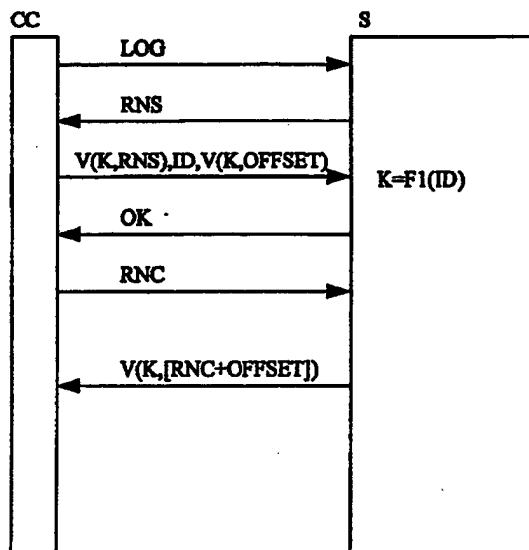 CC
S
LOG
RNS
V(K,RNS),ID,V(K,OFFSET)
K=F1(ID)
OK
RNC
V(K,[RNC+OFFSET])